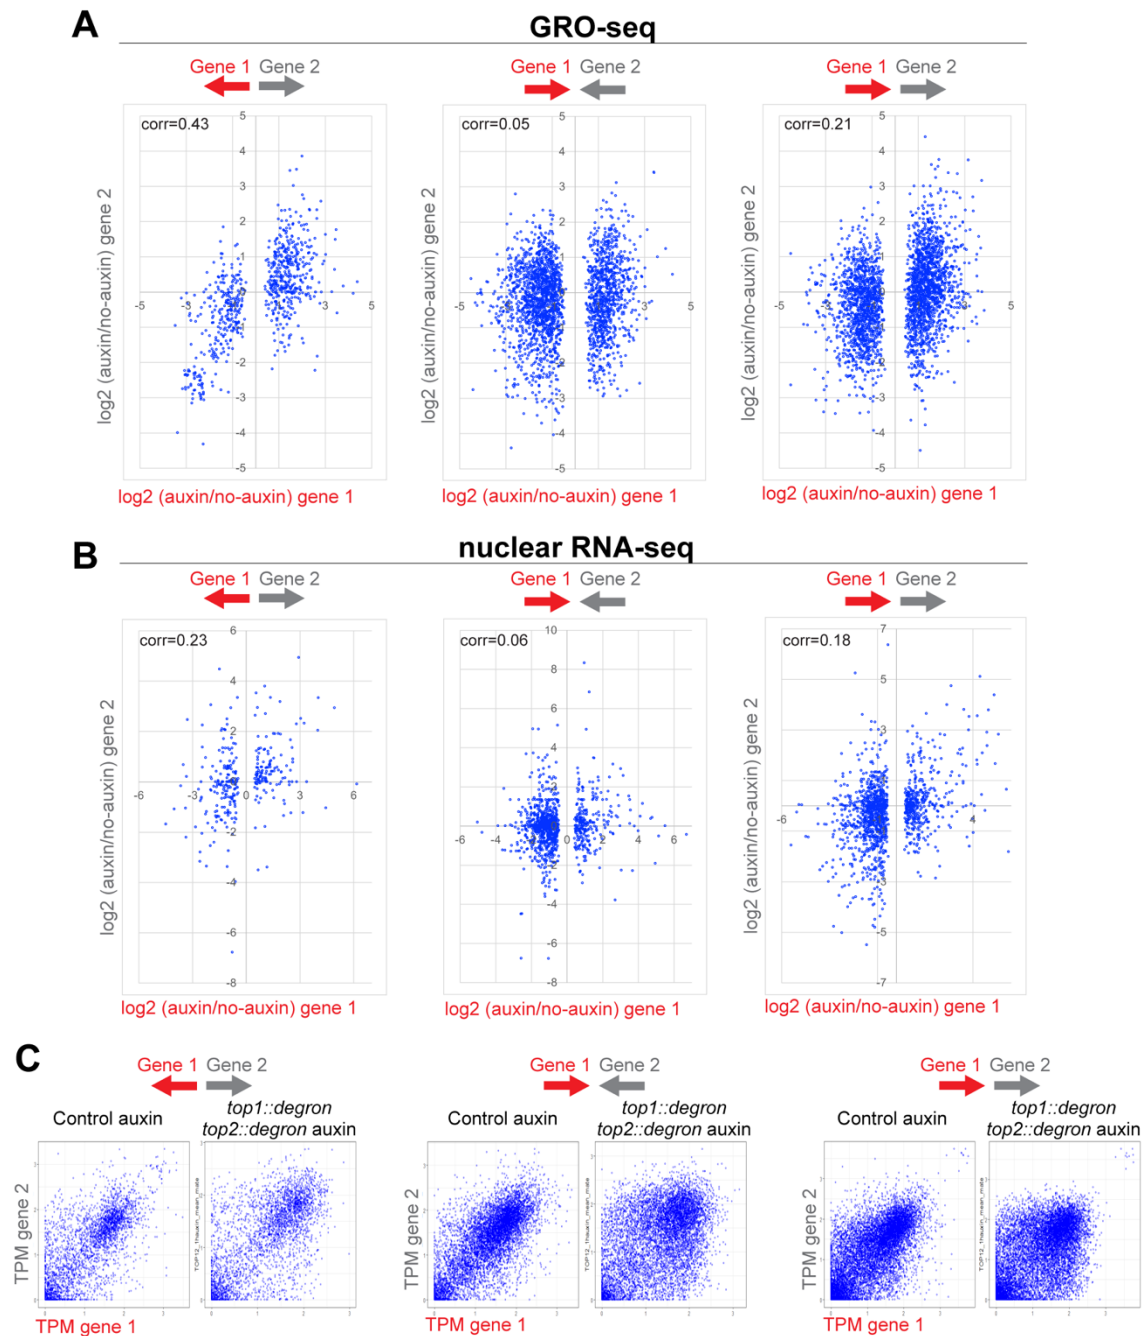 A
GRO-seq
Gene 1 Gene 2
Gene 1 Gene 2
Gene 1 Gene 2
corr=0.43
corr=0.05
corr=0.21
log2 (auxin/no-auxin) gene 2
log2 (auxin/no-auxin) gene 2
log2 (auxin/no-auxin) gene 2
log2 (auxin/no-auxin) gene 1
log2 (auxin/no-auxin) gene 1
log2 (auxin/no-auxin) gene 1
B
nuclear RNA-seq
Gene 1 Gene 2
Gene 1 Gene 2
Gene 1 Gene 2
corr=0.23
corr=0.06
corr=0.18
log2 (auxin/no-auxin) gene 2
log2 (auxin/no-auxin) gene 2
log2 (auxin/no-auxin) gene 2
log2 (auxin/no-auxin) gene 1
log2 (auxin/no-auxin) gene 1
log2 (auxin/no-auxin) gene 1
C
Gene 1 Gene 2
Gene 1 Gene 2
Gene 1 Gene 2
Control auxin
top1::degron
top2::degron auxin
Control auxin
top1::degron
top2::degron auxin
Control auxin
top1::degron
top2::degron auxin
TPM gene 2
TPM gene 2
TPM gene 2
TPM gene 1
TPM gene 1
TPM gene 1